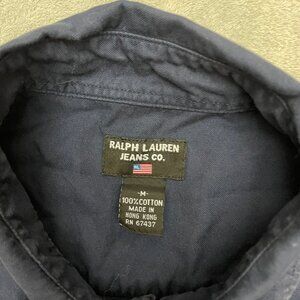 RALPH LAUREN
JEANS CO.
-M-
100% COTTON
MADE IN
HONG KONG
RN 67437